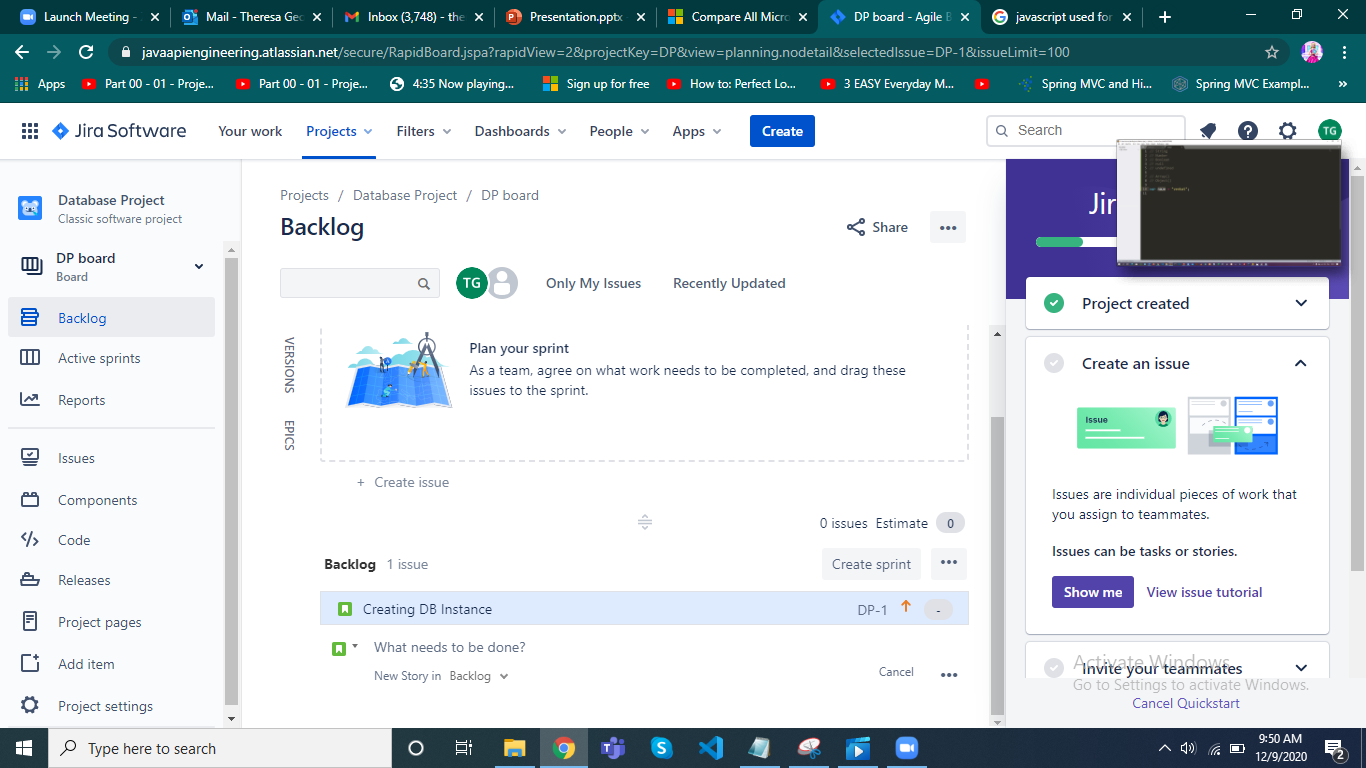 Launch Meeting -
Mail - Theresa Geo
Inbox (3,748) - the
Presentation.pptx
Compare All Micro
DP board - Agile B
javascript used for
javaapiengineering.atlassian.net/secure/RapidBoard.jspa?rapidView=2&projectKey=DP&view=planning.nodetail&selectedIssue=DP-1&issueLimit=100
Apps
Part 00 - 01 - Proje...
Part 00 - 01 - Proje...
4:35 Now playing...
Sign up for free
How to: Perfect Lo...
3 EASY Everyday M...
Spring MVC and Hi...
Spring MVC Exampl...
»
Jira Software
Your work
Projects
Filters
Dashboards
People
Apps
Create
Search
TG
Database Project
Classic software project
DP board
Board
Backlog
Active sprints
Reports
Issues
Components
Code
Releases
Project pages
Add item
Project settings
Projects / Database Project / DP board
Backlog
Share
TG
Only My Issues
Recently Updated
VERSIONS
EPICS
Plan your sprint
As a team, agree on what work needs to be completed, and drag these
issues to the sprint.
+ Create issue
0 issues Estimate 0
Backlog 1 issue
Create sprint
Creating DB Instance
DP-1
-
What needs to be done?
New Story in Backlog
Cancel
Jir
Project created
Create an issue
Issue
Issues are individual pieces of work that
you assign to teammates.
Issues can be tasks or stories.
Show me
View issue tutorial
Invite your teammates
Activate Windows
Go to Settings to activate Windows.
Cancel Quickstart
Type here to search
9:50 AM
12/9/2020
2